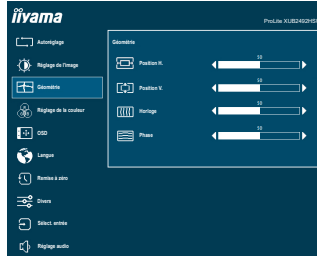 iiyama
ProLite XUB2492HS
Autoréglage
Réglage de l'image
Géométrie
Réglage de la couleur
OSD
Langue
Remise à zéro
Divers
Sélect. entrée
Réglage audio
Géométrie
Position H.
50
Position V.
50
Horloge
50
Phase
50